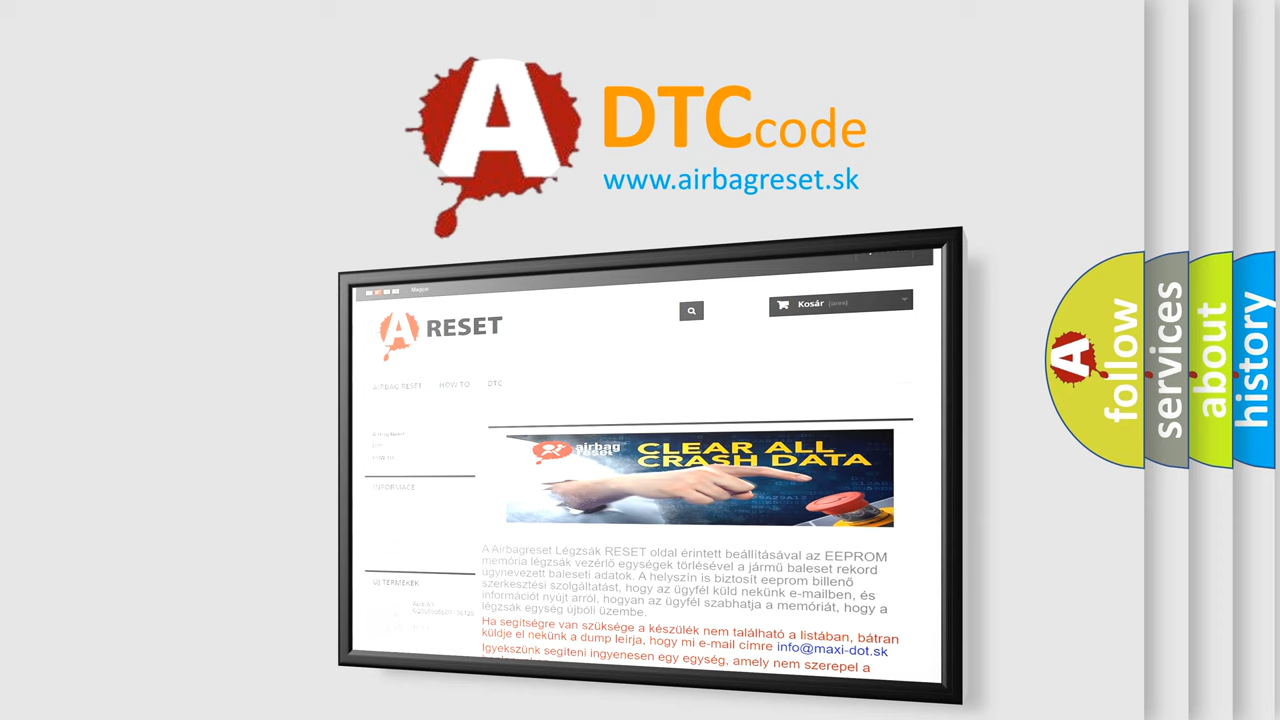 A DTCcode
www.airbagreset.sk
Magyar
A RESET
Kosár (üres)
AIRBAG RESET HOW TO DTC
INFORMACE
ÚJ TERMÉKEK
airbag
reset
CLEAR ALL
CRASH DATA
A Airbagreset Légzsák RESET oldal érintett beállításával az EEPROM
memória légzsák vezérlő egységek törlésével a jármű baleset rekord
úgynevezett baleseti adatok. A helyszín is biztosít eeprom billenő
szerkesztési szolgáltatást, hogy az ügyfél küld nekünk e-mailben, és
információt nyújt arról, hogyan az ügyfél szabhatja a memóriát, hogy a
légzsák egység újbóli üzembe.
Ha segítségre van szüksége a készülék nem található a listában, bátran
küldje el nekünk a dump leírja, hogy mi e-mail címre info@maxi-dot.sk
Igyekszünk segíteni ingyenesen egy egység, amely nem szerepel a
A follow
services
about
history